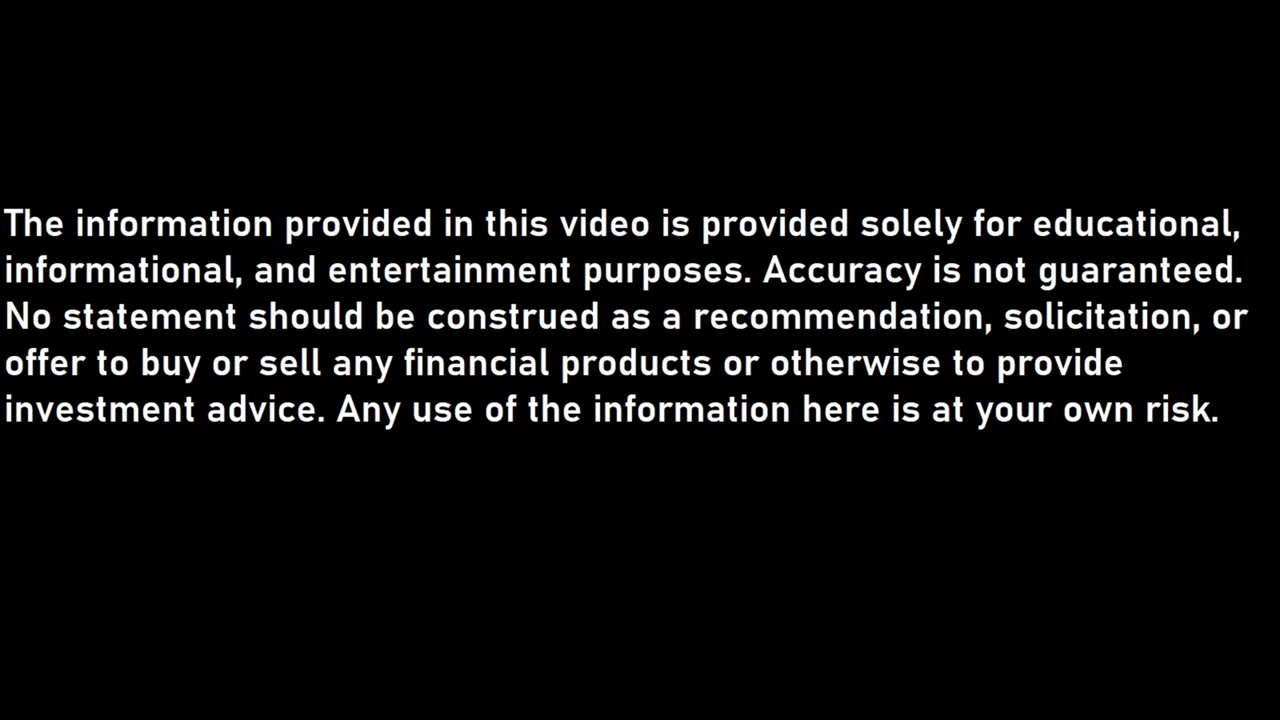 The information provided in this video is provided solely for educational,
informational, and entertainment purposes. Accuracy is not guaranteed.
No statement should be construed as a recommendation, solicitation, or
offer to buy or sell any financial products or otherwise to provide
investment advice. Any use of the information here is at your own risk.